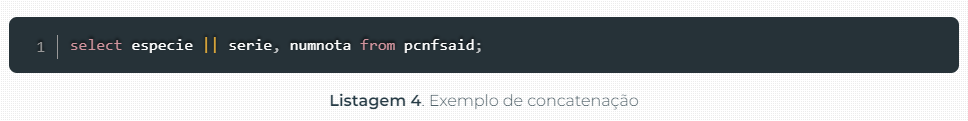 1 select especie || serie, numnota from pcnfsaid;
Listagem 4. Exemplo de concatenação